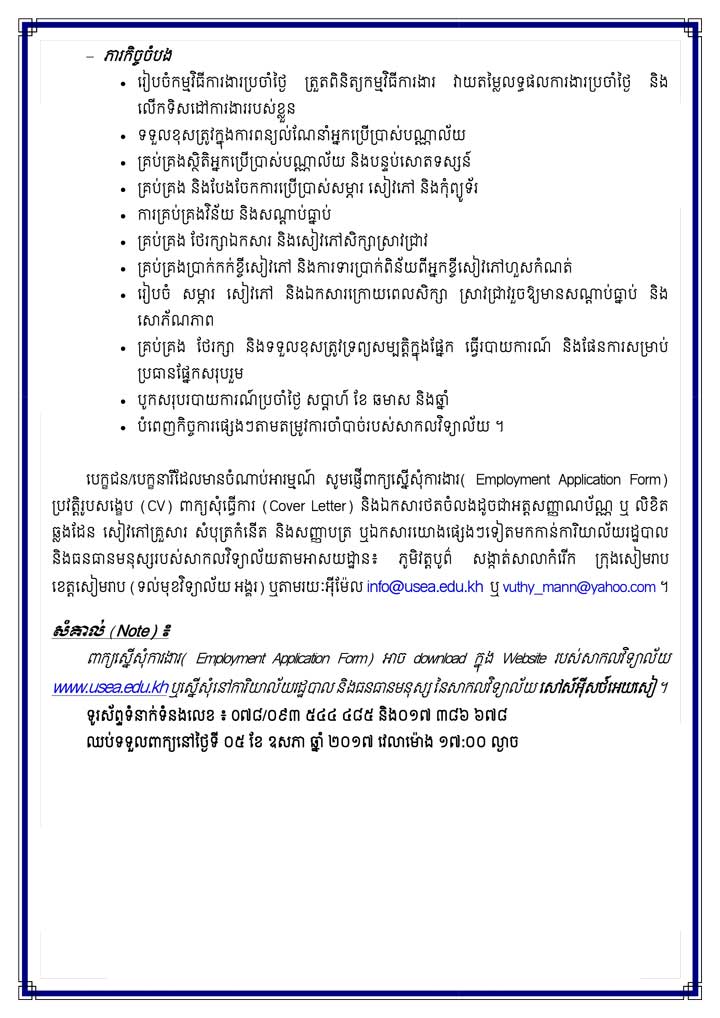 – ភារកិច្ចចំបង
• រៀបចំកម្មវិធីការងារប្រចាំថ្ងៃ ត្រួតពិនិត្យកម្មវិធីការងារ វាយតម្លៃលទ្ធផលការងារប្រចាំថ្ងៃ និង
លើកទិសដៅការងាររបស់ខ្លួន
• ទទួលខុសត្រូវក្នុងការពន្យល់ណែនាំអ្នកប្រើប្រាស់បណ្ណាល័យ
• គ្រប់គ្រងស្ថិតិអ្នកប្រើប្រាស់បណ្ណាល័យ និងបន្ទប់សោតទស្សន៍
• គ្រប់គ្រង និងបែងចែកការប្រើប្រាស់សម្ភារ សៀវភៅ និងកុំព្យូទ័រ
• ការគ្រប់គ្រងវិន័យ និងសណ្តាប់ធ្នាប់
• គ្រប់គ្រង ថែរក្សាឯកសារ និងសៀវភៅសិក្សាស្រាវជ្រាវ
• គ្រប់គ្រងប្រាក់កក់ខ្ចីសៀវភៅ និងការទារប្រាក់ពិន័យពីអ្នកខ្ចីសៀវភៅហួសកំណត់
• រៀបចំ សម្ភារ សៀវភៅ និងឯកសារក្រោយពេលសិក្សា ស្រាវជ្រាវរួចឱ្យមានសណ្តាប់ធ្នាប់ និង
សោភ័ណភាព
• គ្រប់គ្រង ថែរក្សា និងទទួលខុសត្រូវទ្រព្យសម្បត្តិក្នុងផ្នែក ធ្វើរបាយការណ៍ និងផែនការសម្រាប់
ប្រធានផ្នែកសរុបរួម
• បូកសរុបរបាយការណ៍ប្រចាំថ្ងៃ សប្តាហ៍ ខែ ឆមាស និងឆ្នាំ
• បំពេញកិច្ចការផ្សេងៗតាមតម្រូវការចាំបាច់របស់សាកលវិទ្យាល័យ ។
បេក្ខជន/បេក្ខនារីដែលមានចំណាប់អារម្មណ៍ សូមផ្ញើពាក្យស្នើសុំការងារ( Employment Application Form)
ប្រវត្តិរូបសង្ខេប (CV) ពាក្យសុំធ្វើការ (Cover Letter) និងឯកសារថតចំលងដូចជាអត្តសញ្ញាណប័ណ្ណ ឬ លិខិត
ឆ្លងដែន សៀវភៅគ្រួសារ សំបុត្រកំនើត និងសញ្ញាបត្រ ឬឯកសារយោងផ្សេងៗទៀតមកកាន់ការិយាល័យរដ្ឋបាល
និងធនធានមនុស្សរបស់សាកលវិទ្យាល័យតាមអាសយដ្ឋាន៖ ភូមិវត្តបូព៌ សង្កាត់សាលាកំរើក ក្រុងសៀមរាប
ខេត្តសៀមរាប (ទល់មុខវិទ្យាល័យ អង្គរ) ឬតាមរយៈអ៊ីម៉ែល info@usea.edu.kh ឬ vuthy_mann@yahoo.com ។
សំគាល់ (Note) ៖
ពាក្យស្នើសុំការងារ( Employment Application Form) អាច download ក្នុង Website របស់សាកលវិទ្យាល័យ
www.usea.edu.kh ឬស្នើសុំនៅការិយាល័យរដ្ឋបាល និងធនធានមនុស្ស នៃសាកលវិទ្យាល័យ សៅស៍អ៊ីសថ៍អេយសៀ ។
ទូរស័ព្ទទំនាក់ទំនងលេខ ៖ ០៧៨/០៩៣ ៥៤៤ ៤៨៥ និង០១៧ ៣៨៦ ៦៧៨
ឈប់ទទួលពាក្យនៅថ្ងៃទី ០៥ ខែ ឧសភា ឆ្នាំ ២០១៧ វេលាម៉ោង ១៧:០០ ល្ងាច